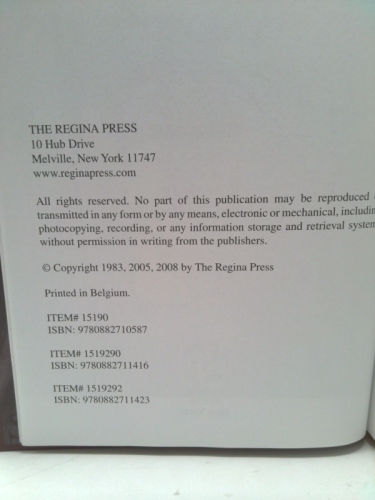 THE REGINA PRESS
10 Hub Drive
Melville, New York 11747
www.reginapress.com
All rights reserved. No part of this publication may be reproduced
transmitted in any form or by any means, electronic or mechanical, includin
photocopying, recording, or any information storage and retrieval system
without permission in writing from the publishers.
© Copyright 1983, 2005, 2008 by The Regina Press
Printed in Belgium.
ITEM# 15190
ISBN: 9780882710587
ITEM# 1519290
ISBN: 9780882711416
ITEM# 1519292
ISBN: 9780882711423